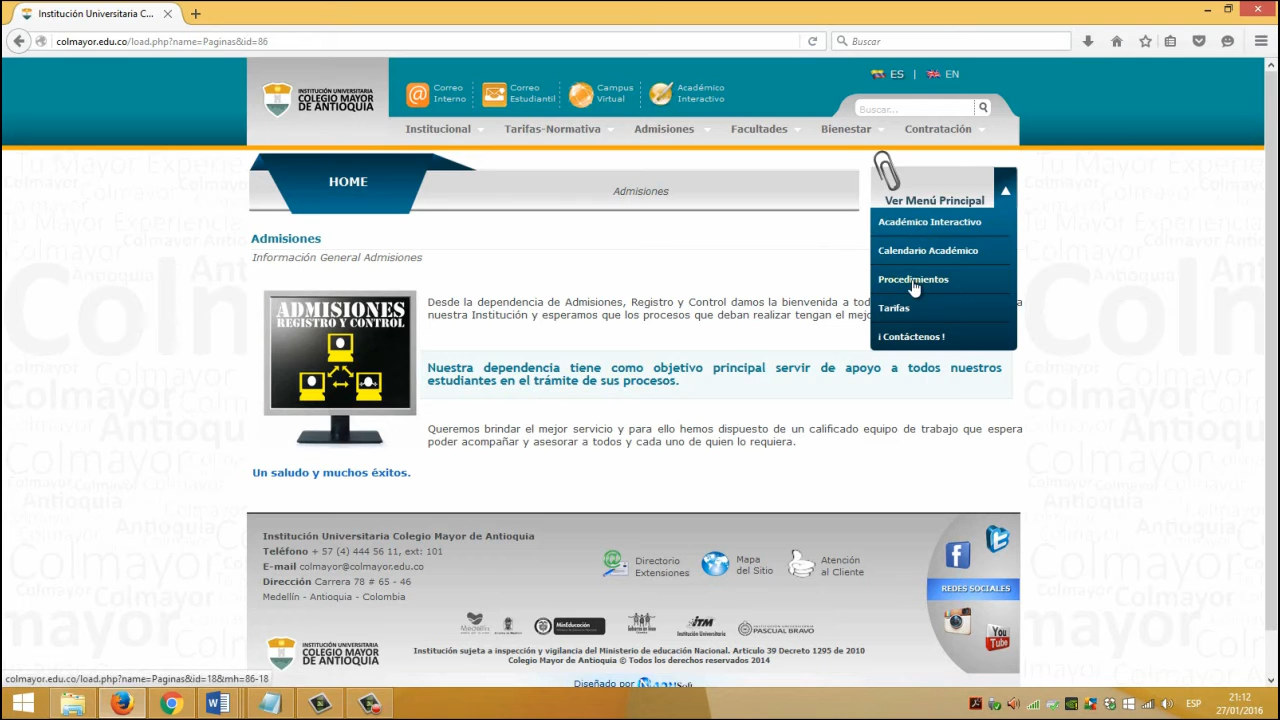 Institución Universitaria C...
colmayor.edu.co/load.php?name=Paginas&id=86
Buscar
INSTITUCIÓN UNIVERSITARIA
COLEGIO MAYOR
DE ANTIOQUIA
Correo
Interno
Correo
Estudiantil
Campus
Virtual
Académico
Interactivo
ES | EN
Buscar...
Institucional
Tarifas-Normativa
Admisiones
Facultades
Bienestar
Contratación
HOME
Admisiones
Ver Menú Principal
Académico Interactivo
Calendario Académico
Procedimientos
Tarifas
¡ Contáctenos !
Admisiones
Información General Admisiones
ADMISIONES
REGISTRO Y CONTROL
Desde la dependencia de Admisiones, Registro y Control damos la bienvenida a
nuestra Institución y esperamos que los procesos que deban realizar tengan el
Nuestra dependencia tiene como objetivo principal servir de apoyo a todos nuestros
estudiantes en el trámite de sus procesos.
Queremos brindar el mejor servicio y para ello hemos dispuesto de un calificado equipo de trabajo que espera
poder acompañar y asesorar a todos y cada uno de quien lo requiera.
Un saludo y muchos éxitos.
Institución Universitaria Colegio Mayor de Antioquia
Teléfono + 57 (4) 444 56 11, ext: 101
E-mail colmayor@colmayor.edu.co
Dirección Carrera 78 # 65 - 46
Medellín - Antioquia - Colombia
Directorio
Extensiones
Mapa
del Sitio
Atención
al Cliente
REDES SOCIALES
You
Tube
MinEducación
ITM
Institución Universitaria
PASCUAL BRAVO
INSTITUCIÓN UNIVERSITARIA
COLEGIO MAYOR
DE ANTIOQUIA
Institución sujeta a inspección y vigilancia del Ministerio de educación Nacional. Articulo 39 Decreto 1295 de 2010
Colegio Mayor de Antioquia © Todos los derechos reservados 2014
Diseñado por
colmayor.edu.co/load.php?name=Paginas&id=18&rmh=86-18
ESP
21:12
27/01/2016